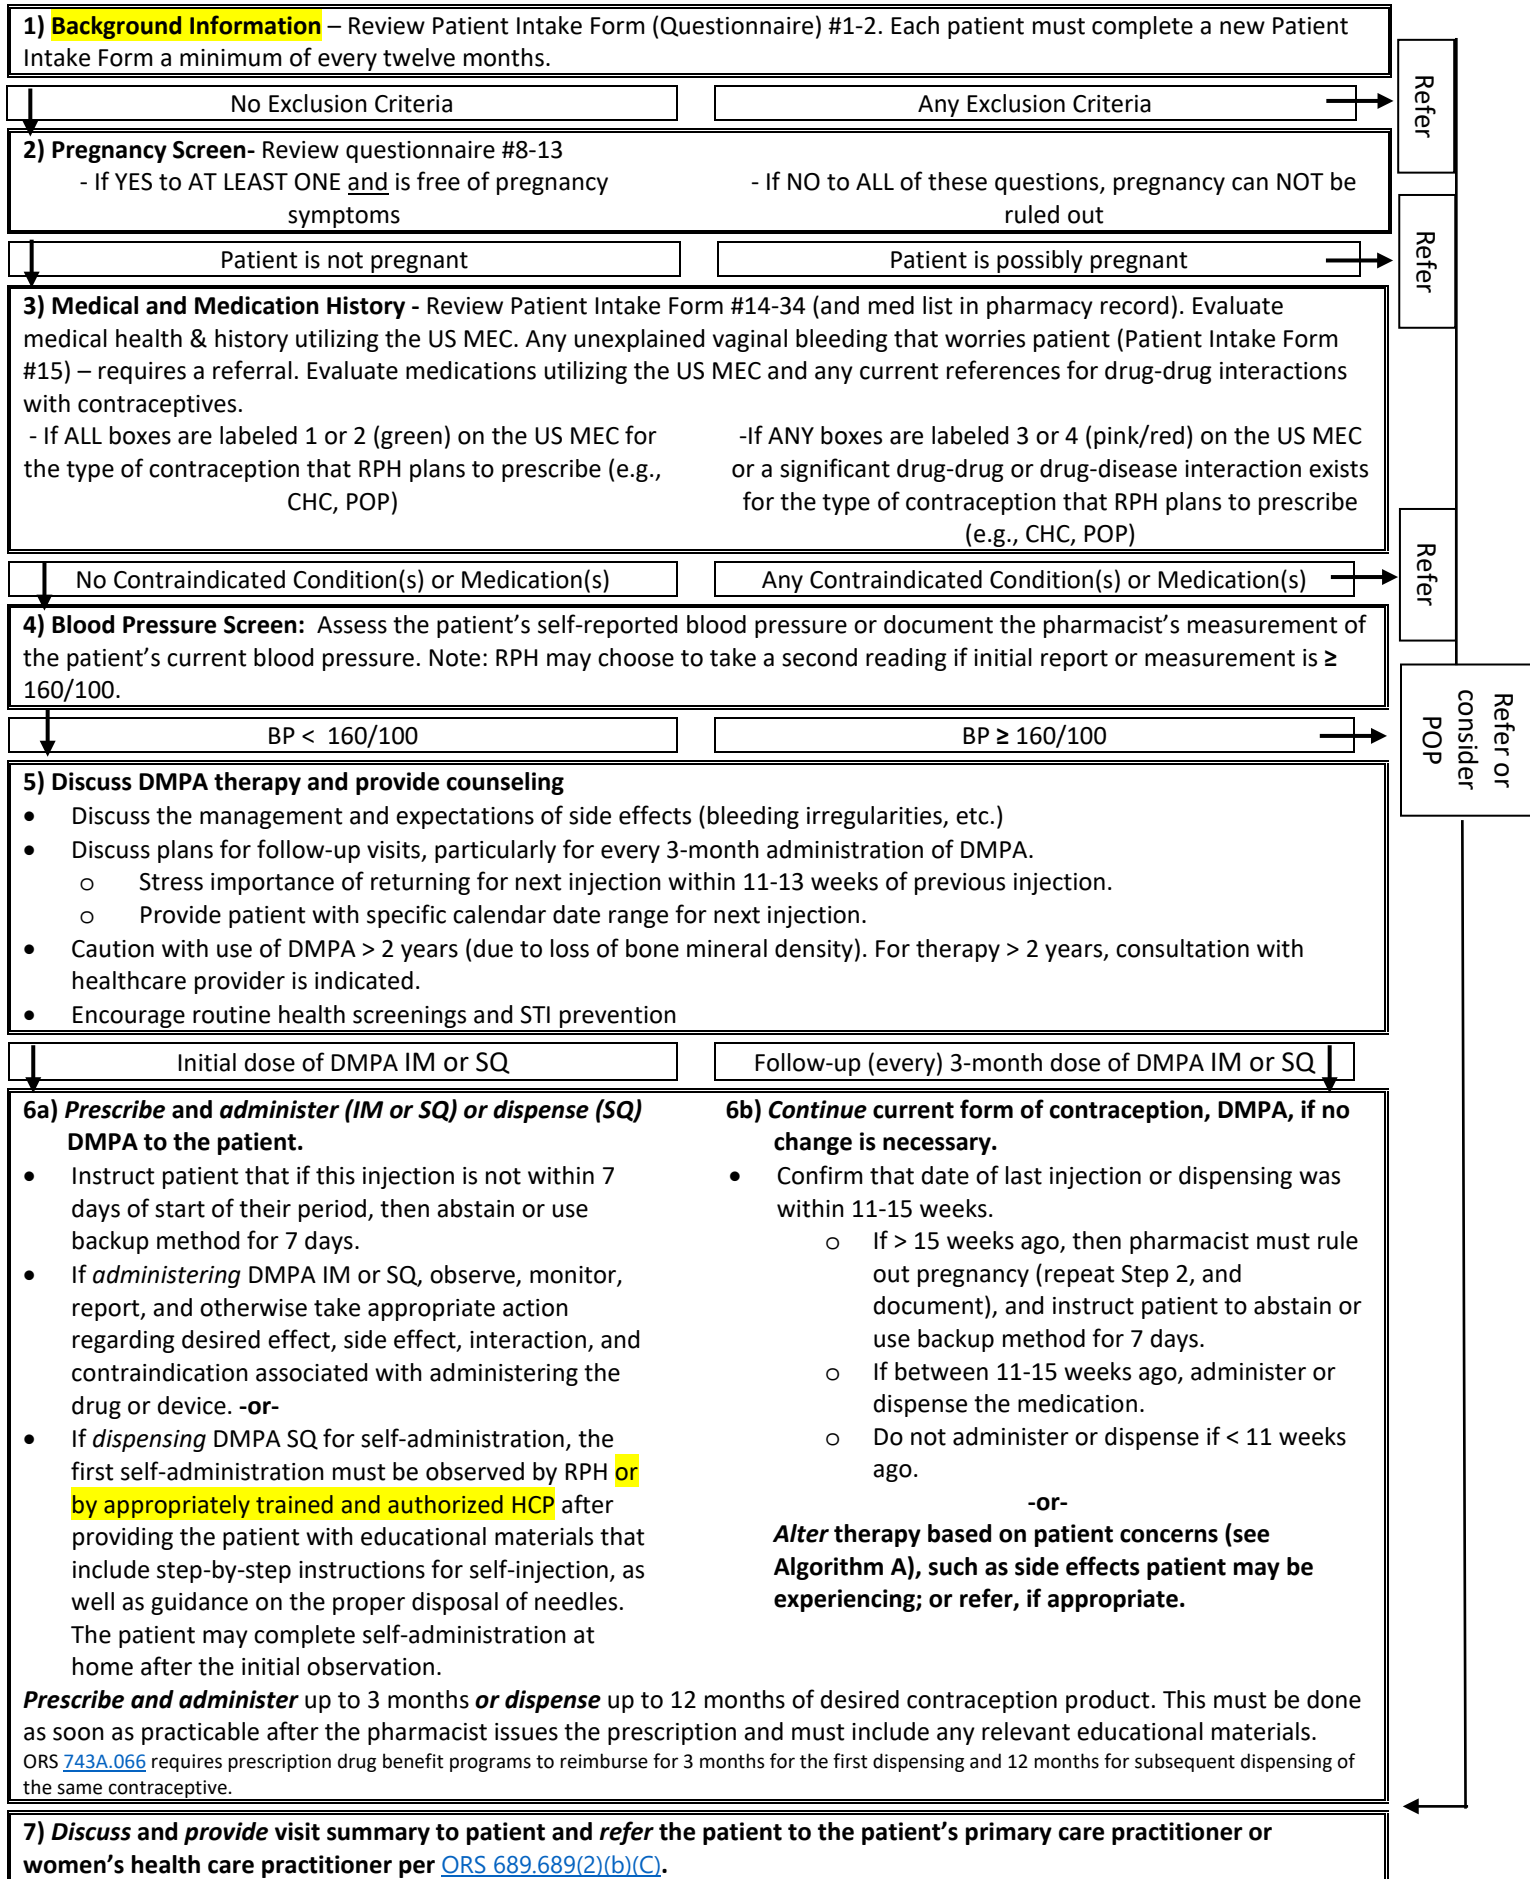 1) Background Information – Review Patient Intake Form (Questionnaire) #1-2. Each patient must complete a new Patient
Intake Form a minimum of every twelve months.
No Exclusion Criteria
Any Exclusion Criteria
Refer
2) Pregnancy Screen- Review questionnaire #8-13
- If YES to AT LEAST ONE and is free of pregnancy
symptoms
- If NO to ALL of these questions, pregnancy can NOT be
ruled out
Patient is not pregnant
Patient is possibly pregnant
Refer
3) Medical and Medication History - Review Patient Intake Form #14-34 (and med list in pharmacy record). Evaluate
medical health & history utilizing the US MEC. Any unexplained vaginal bleeding that worries patient (Patient Intake Form
#15) – requires a referral. Evaluate medications utilizing the US MEC and any current references for drug-drug interactions
with contraceptives.
- If ALL boxes are labeled 1 or 2 (green) on the US MEC for
the type of contraception that RPH plans to prescribe (e.g.,
CHC, POP)
-If ANY boxes are labeled 3 or 4 (pink/red) on the US MEC
or a significant drug-drug or drug-disease interaction exists
for the type of contraception that RPH plans to prescribe
(e.g., CHC, POP)
No Contraindicated Condition(s) or Medication(s)
Any Contraindicated Condition(s) or Medication(s)
Refer
4) Blood Pressure Screen: Assess the patient's self-reported blood pressure or document the pharmacist's measurement of
the patient's current blood pressure. Note: RPH may choose to take a second reading if initial report or measurement is ≥
160/100.
BP < 160/100
BP ≥ 160/100
Refer or
consider
POP
5) Discuss DMPA therapy and provide counseling
• Discuss the management and expectations of side effects (bleeding irregularities, etc.)
• Discuss plans for follow-up visits, particularly for every 3-month administration of DMPA.
o Stress importance of returning for next injection within 11-13 weeks of previous injection.
o Provide patient with specific calendar date range for next injection.
• Caution with use of DMPA > 2 years (due to loss of bone mineral density). For therapy > 2 years, consultation with
healthcare provider is indicated.
• Encourage routine health screenings and STI prevention
Initial dose of DMPA IM or SQ
Follow-up (every) 3-month dose of DMPA IM or SQ
6a) Prescribe and administer (IM or SQ) or dispense (SQ)
DMPA to the patient.
• Instruct patient that if this injection is not within 7
days of start of their period, then abstain or use
backup method for 7 days.
• If administering DMPA IM or SQ, observe, monitor,
report, and otherwise take appropriate action
regarding desired effect, side effect, interaction, and
contraindication associated with administering the
drug or device. -or-
• If dispensing DMPA SQ for self-administration, the
first self-administration must be observed by RPH or
by appropriately trained and authorized HCP after
providing the patient with educational materials that
include step-by-step instructions for self-injection, as
well as guidance on the proper disposal of needles.
The patient may complete self-administration at
home after the initial observation.
6b) Continue current form of contraception, DMPA, if no
change is necessary.
• Confirm that date of last injection or dispensing was
within 11-15 weeks.
o If > 15 weeks ago, then pharmacist must rule
out pregnancy (repeat Step 2, and
document), and instruct patient to abstain or
use backup method for 7 days.
o If between 11-15 weeks ago, administer or
dispense the medication.
o Do not administer or dispense if < 11 weeks
ago.
-or-
Alter therapy based on patient concerns (see
Algorithm A), such as side effects patient may be
experiencing; or refer, if appropriate.
Prescribe and administer up to 3 months or dispense up to 12 months of desired contraception product. This must be done
as soon as practicable after the pharmacist issues the prescription and must include any relevant educational materials.
ORS 743A.066 requires prescription drug benefit programs to reimburse for 3 months for the first dispensing and 12 months for subsequent dispensing of
the same contraceptive.
7) Discuss and provide visit summary to patient and refer the patient to the patient's primary care practitioner or
women's health care practitioner per ORS 689.689(2)(b)(C).